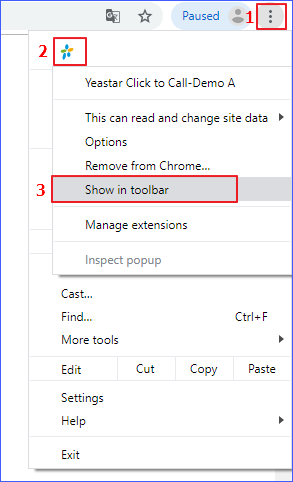 Paused 1
2
Yeastar Click to Call-Demo A
This can read and change site data
Options
Remove from Chrome...
3 Show in toolbar
Manage extensions
Inspect popup
Cast...
Find... Ctrl+F
More tools
Edit Cut Copy Paste
Settings
Help
Exit